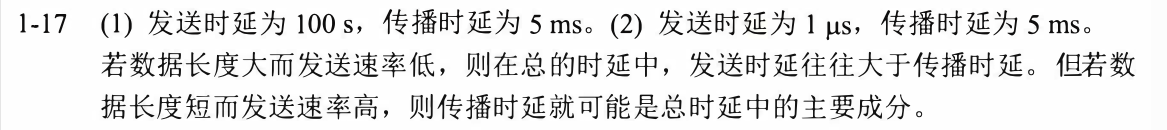 1-17 (1) 发送时延为 100 s，传播时延为 5 ms。(2) 发送时延为 1 μs，传播时延为 5 ms。
若数据长度大而发送速率低，则在总的时延中，发送时延往往大于传播时延。但若数
据长度短而发送速率高，则传播时延就可能是总时延中的主要成分。